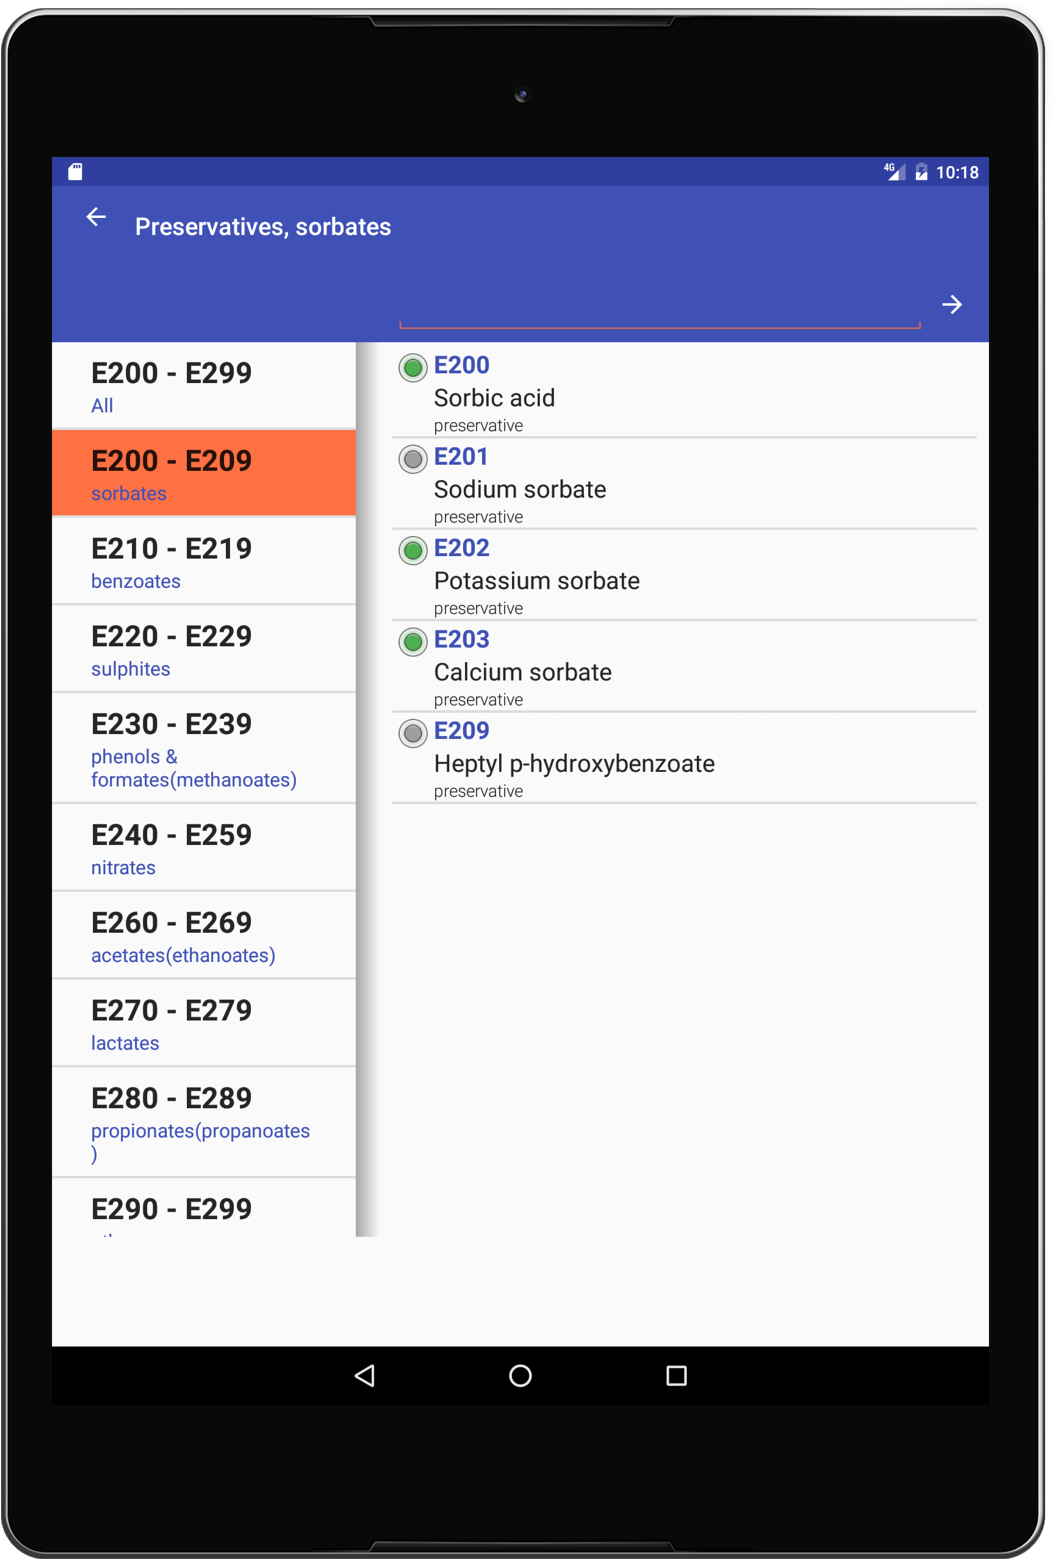 4G 10:18
Preservatives, sorbates
E200 - E299
All
E200 - E209
sorbates
E210 - E219
benzoates
E220 - E229
sulphites
E230 - E239
phenols &
formates(methanoates)
E240 - E259
nitrates
E260 - E269
acetates(ethanoates)
E270 - E279
lactates
E280 - E289
propionates(propanoates
)
E290 - E299
E200
Sorbic acid
preservative
E201
Sodium sorbate
preservative
E202
Potassium sorbate
preservative
E203
Calcium sorbate
preservative
E209
Heptyl p-hydroxybenzoate
preservative